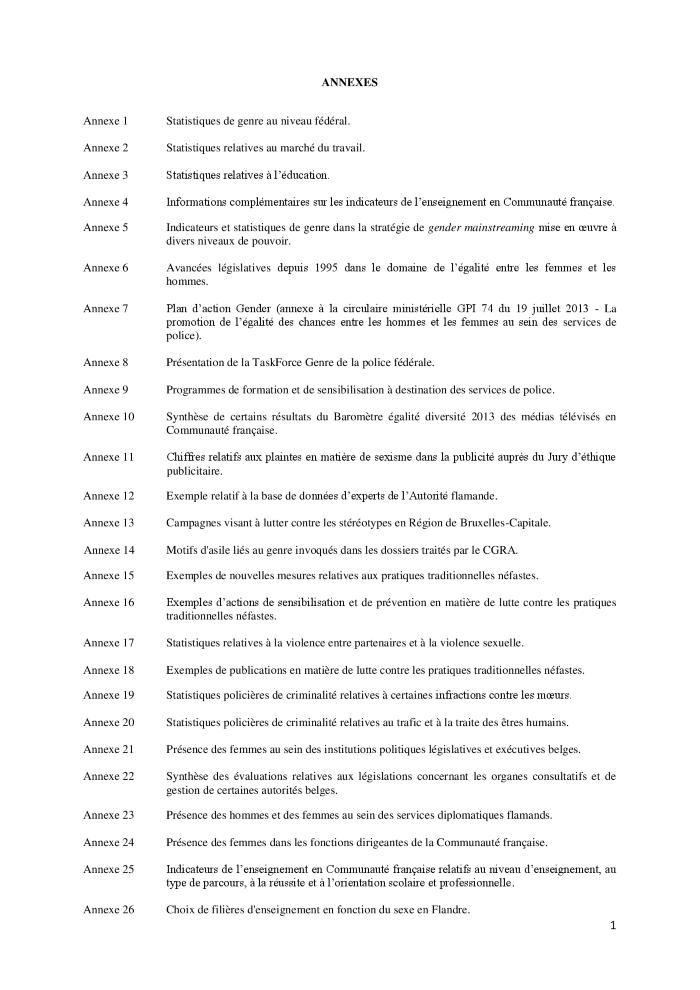 ANNEXES
Annexe 1 Statistiques de genre au niveau fédéral.
Annexe 2 Statistiques relatives au marché du travail.
Annexe 3 Statistiques relatives à l’éducation.
Annexe 4 Informations complémentaires sur les indicateurs de l’enseignement en Communauté française.
Annexe 5 Indicateurs et statistiques de genre dans la stratégie de gender mainstreaming mise en œuvre à
divers niveaux de pouvoir.
Annexe 6 Avancées législatives depuis 1995 dans le domaine de l’égalité entre les femmes et les
hommes.
Annexe 7 Plan d’action Gender (annexe à la circulaire ministérielle GPI 74 du 19 juillet 2013 - La
promotion de l’égalité des chances entre les hommes et les femmes au sein des services de
police).
Annexe 8 Présentation de la TaskForce Genre de la police fédérale.
Annexe 9 Programmes de formation et de sensibilisation à destination des services de police.
Annexe 10 Synthèse de certains résultats du Baromètre égalité diversité 2013 des médias télévisés en
Communauté française.
Annexe 11 Chiffres relatifs aux plaintes en matière de sexisme dans la publicité auprès du Jury d’éthique
publicitaire.
Annexe 12 Exemple relatif à la base de données d’experts de l’Autorité flamande.
Annexe 13 Campagnes visant à lutter contre les stéréotypes en Région de Bruxelles-Capitale.
Annexe 14 Motifs d'asile liés au genre invoqués dans les dossiers traités par le CGRA.
Annexe 15 Exemples de nouvelles mesures relatives aux pratiques traditionnelles néfastes.
Annexe 16 Exemples d’actions de sensibilisation et de prévention en matière de lutte contre les pratiques
traditionnelles néfastes.
Annexe 17 Statistiques relatives à la violence entre partenaires et à la violence sexuelle.
Annexe 18 Exemples de publications en matière de lutte contre les pratiques traditionnelles néfastes.
Annexe 19 Statistiques policières de criminalité relatives à certaines infractions contre les mœurs.
Annexe 20 Statistiques policières de criminalité relatives au trafic et à la traite des êtres humains.
Annexe 21 Présence des femmes au sein des institutions politiques législatives et exécutives belges.
Annexe 22 Synthèse des évaluations relatives aux législations concernant les organes consultatifs et de
gestion de certaines autorités belges.
Annexe 23 Présence des hommes et des femmes au sein des services diplomatiques flamands.
Annexe 24 Présence des femmes dans les fonctions dirigeantes de la Communauté française.
Annexe 25 Indicateurs de l’enseignement en Communauté française relatifs au niveau d’enseignement, au
type de parcours, à la réussite et à l’orientation scolaire et professionnelle.
Annexe 26 Choix de filières d'enseignement en fonction du sexe en Flandre.
1